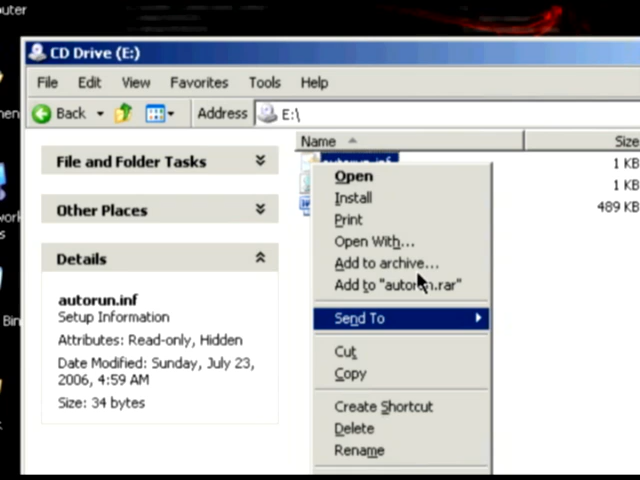 CD Drive (E:)
File Edit View Favorites Tools Help
Back Address E:\
Name Size
File and Folder Tasks
autorun.inf 1 KB
1 KB
489 KB
Other Places
Details
autorun.inf
Setup Information
Attributes: Read-only, Hidden
Date Modified: Sunday, July 23,
2006, 4:59 AM
Size: 34 bytes
Open
Install
Print
Open With...
Add to archive...
Add to "autorun.rar"
Send To
Cut
Copy
Create Shortcut
Delete
Rename
Bin